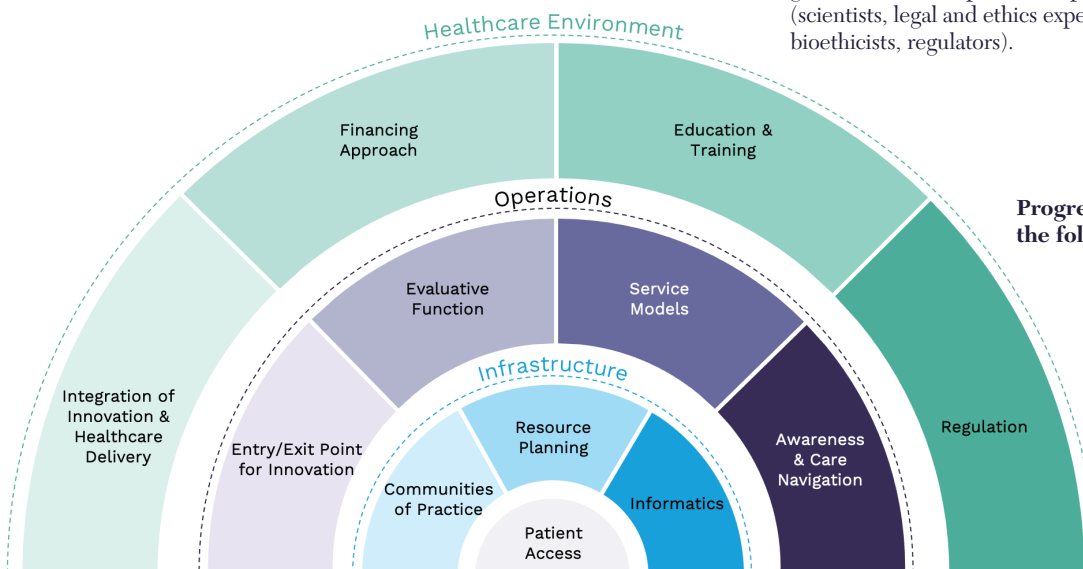 (scientists, legal and ethics expe
bioethicists, regulators).
Progre
the fol
Healthcare Environment
Financing
Approach
Education &
Training
Integration of
Innovation &
Healthcare
Delivery
Regulation
Operations
Evaluative
Function
Service
Models
Entry/Exit Point
for Innovation
Awareness
& Care
Navigation
Infrastructure
Resource
Planning
Communities
of Practice
Informatics
Patient
Access